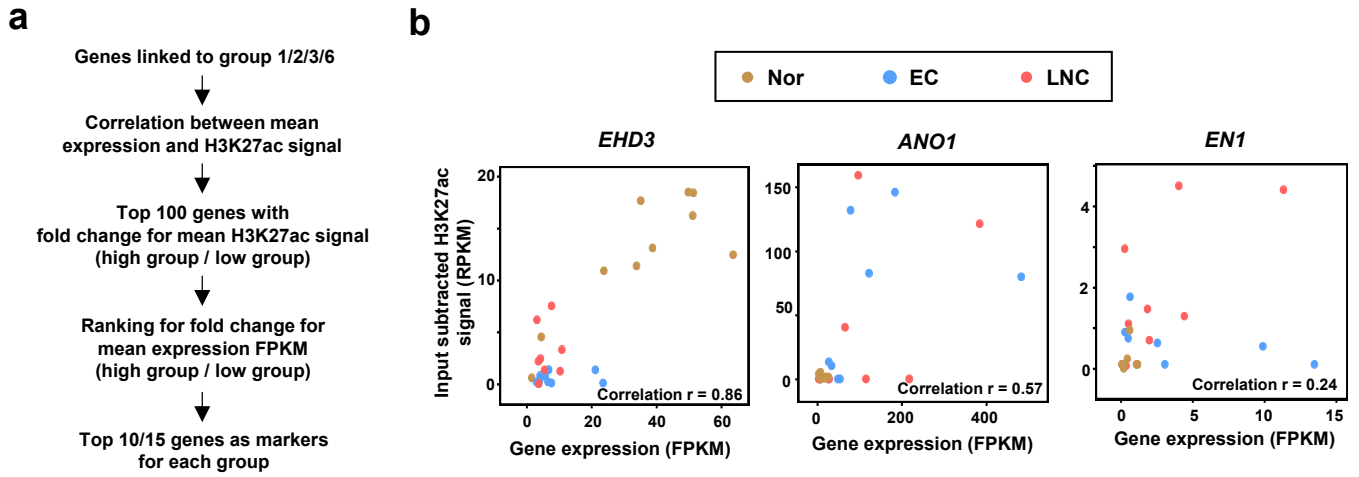 a
Genes linked to group 1/2/3/6
Correlation between mean
expression and H3K27ac signal
Top 100 genes with
fold change for mean H3K27ac signal
(high group / low group)
Ranking for fold change for
mean expression FPKM
(high group / low group)
Top 10/15 genes as markers
for each group
b
Nor EC LNC
EHD3
Input subtracted H3K27ac
signal (RPKM)
20
10
0
Correlation r = 0.86
0 20 40 60
Gene expression (FPKM)
ANO1
150
100
50
0
Correlation r = 0.57
0 200 400
Gene expression (FPKM)
EN1
4
2
0
Correlation r = 0.24
0 5 10 15
Gene expression (FPKM)